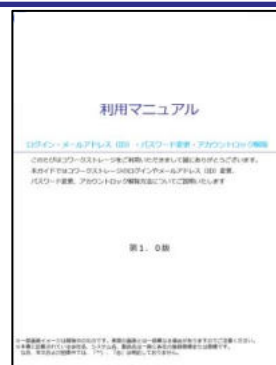 利用マニュアル
ログイン・メールアドレス（ID）・パスワード変更・アカウントロック解除
このたびはコワークストレージをご利用いただきまして誠にありがとうございます。
本ガイドではコワークストレージのログインやメールアドレス（ID）変更、
パスワード変更、アカウントロック解除方法についてご説明いたします
第１．０版